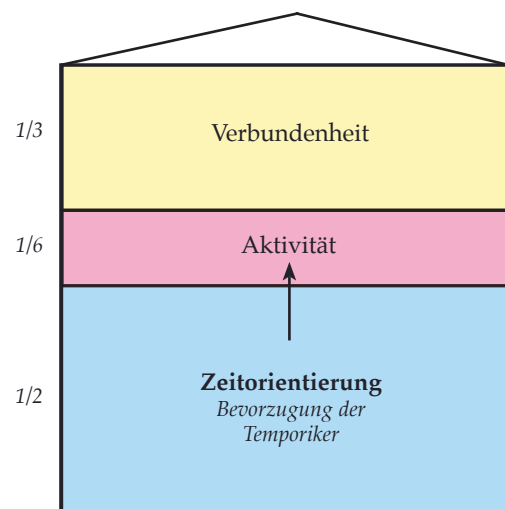 1/3
Verbundenheit
1/6
Aktivität
1/2
Zeitorientierung
Bevorzugung der
Temporiker